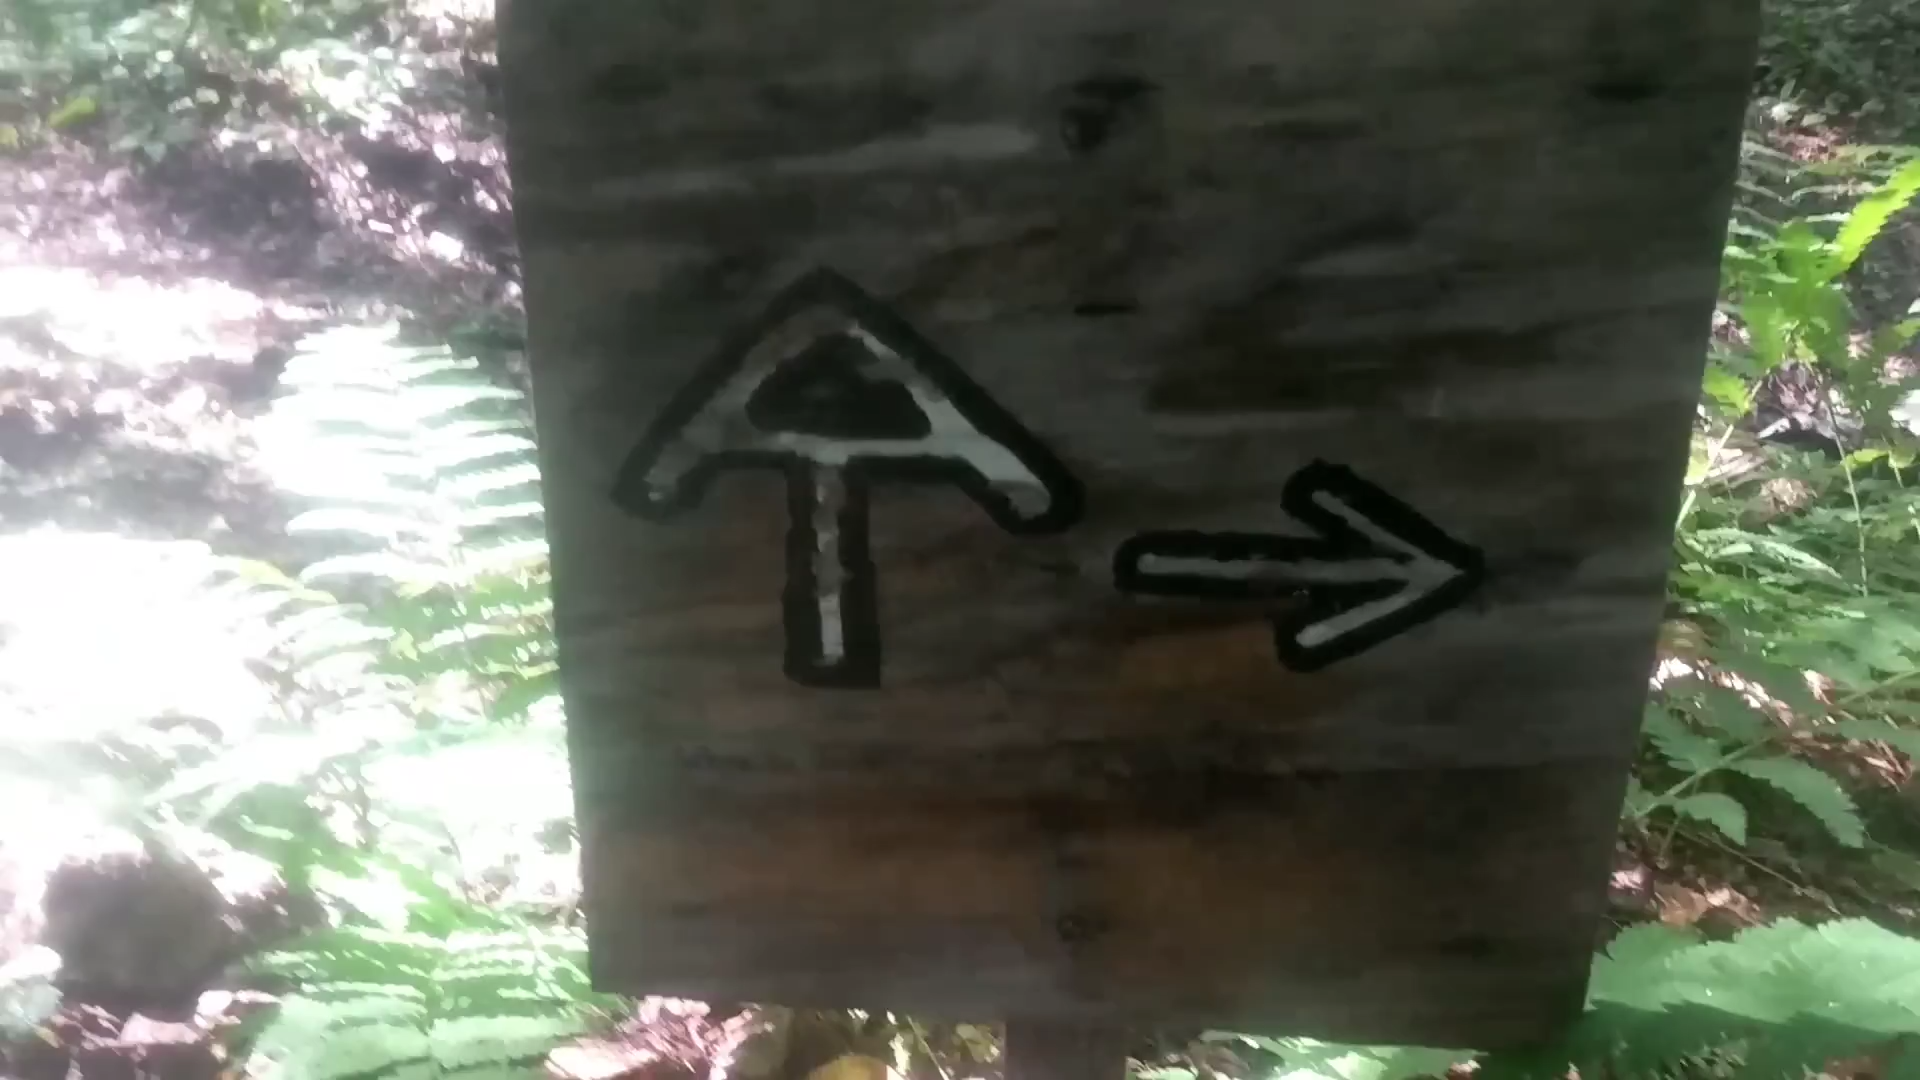 AT →